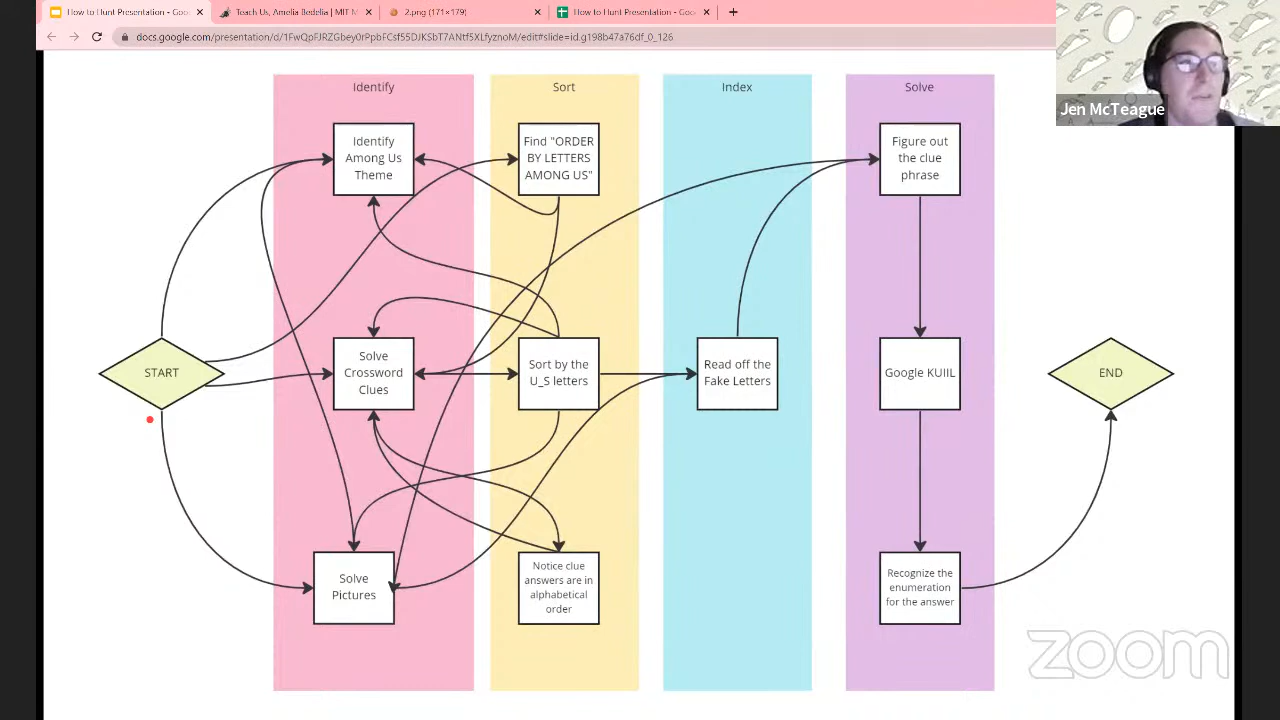 How to Hunt Presentation - Goo
Teach Us, Amelia Bedelia | MIT M
2.png (171×179)
How to Hunt Presentation - Goo
docs.google.com/presentation/d/1FwQpFJRZGbey0rPpbFCsf55DJKSbT7ANtf5XLfyznoM/edit#slide=id.g198b47a76df_0_126
Jen McTeague
Identify
Sort
Index
Solve
Identify
Among Us
Theme
Find "ORDER
BY LETTERS
AMONG US"
Figure out
the clue
phrase
START
Solve
Crossword
Clues
Sort by the
U_S letters
Read off the
Fake Letters
Google KUIIL
END
Solve
Pictures
Notice clue
answers are in
alphabetical
order
Recognize the
enumeration
for the answer
zoom